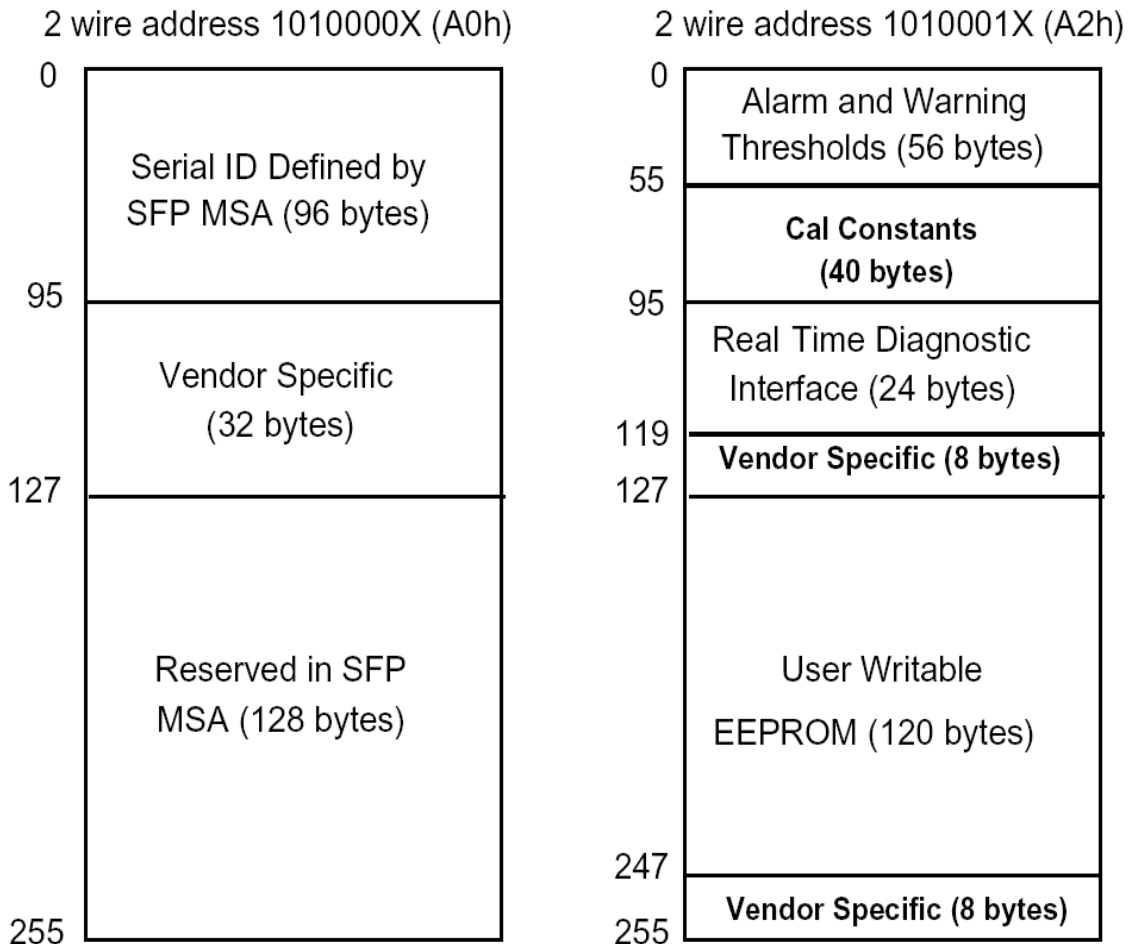 2 wire address 1010000X (A0h)
0
Serial ID Defined by
SFP MSA (96 bytes)
95
Vendor Specific
(32 bytes)
127
Reserved in SFP
MSA (128 bytes)
255
2 wire address 1010001X (A2h)
0
Alarm and Warning
Thresholds (56 bytes)
55
Cal Constants
(40 bytes)
95
Real Time Diagnostic
Interface (24 bytes)
119
Vendor Specific (8 bytes)
127
User Writable
EEPROM (120 bytes)
247
Vendor Specific (8 bytes)
255